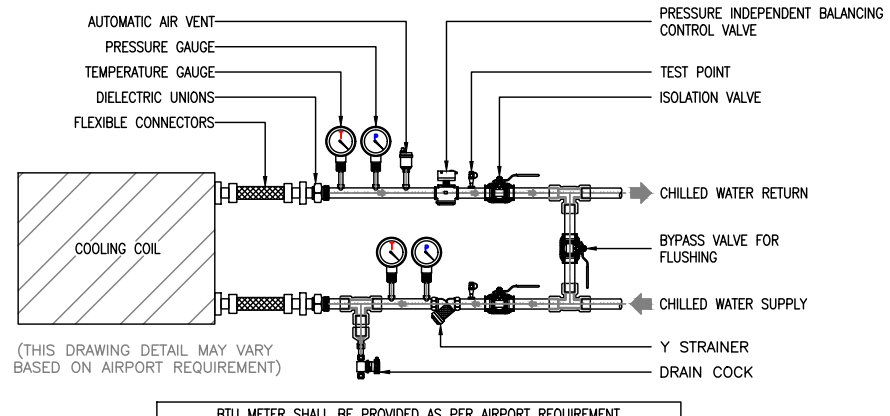 AUTOMATIC AIR VENT
PRESSURE GAUGE
TEMPERATURE GAUGE
DIELECTRIC UNIONS
FLEXIBLE CONNECTORS
PRESSURE INDEPENDENT BALANCING
CONTROL VALVE
TEST POINT
ISOLATION VALVE
T
P
CHILLED WATER RETURN
COOLING COIL
T
P
BYPASS VALVE FOR
FLUSHING
CHILLED WATER SUPPLY
(THIS DRAWING DETAIL MAY VARY
BASED ON AIRPORT REQUIREMENT)
Y STRAINER
DRAIN COCK
BTU METER SHALL BE PROVIDED AS PER AIRPORT REQUIREMENT